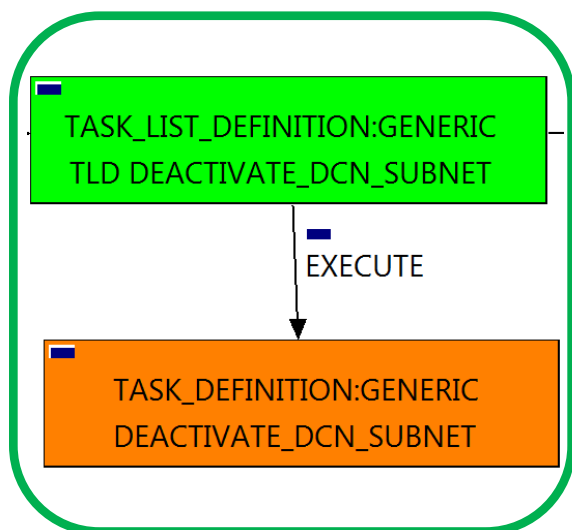 TASK_LIST_DEFINITION:GENERIC
TLD DEACTIVATE_DCN_SUBNET
EXECUTE
TASK_DEFINITION:GENERIC
DEACTIVATE_DCN_SUBNET